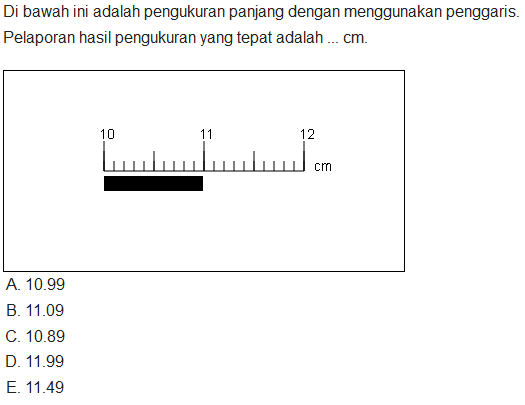 Di bawah ini adalah pengukuran panjang dengan menggunakan penggaris.
Pelaporan hasil pengukuran yang tepat adalah ... cm.
10 11 12
cm
A. 10.99
B. 11.09
C. 10.89
D. 11.99
E. 11.49